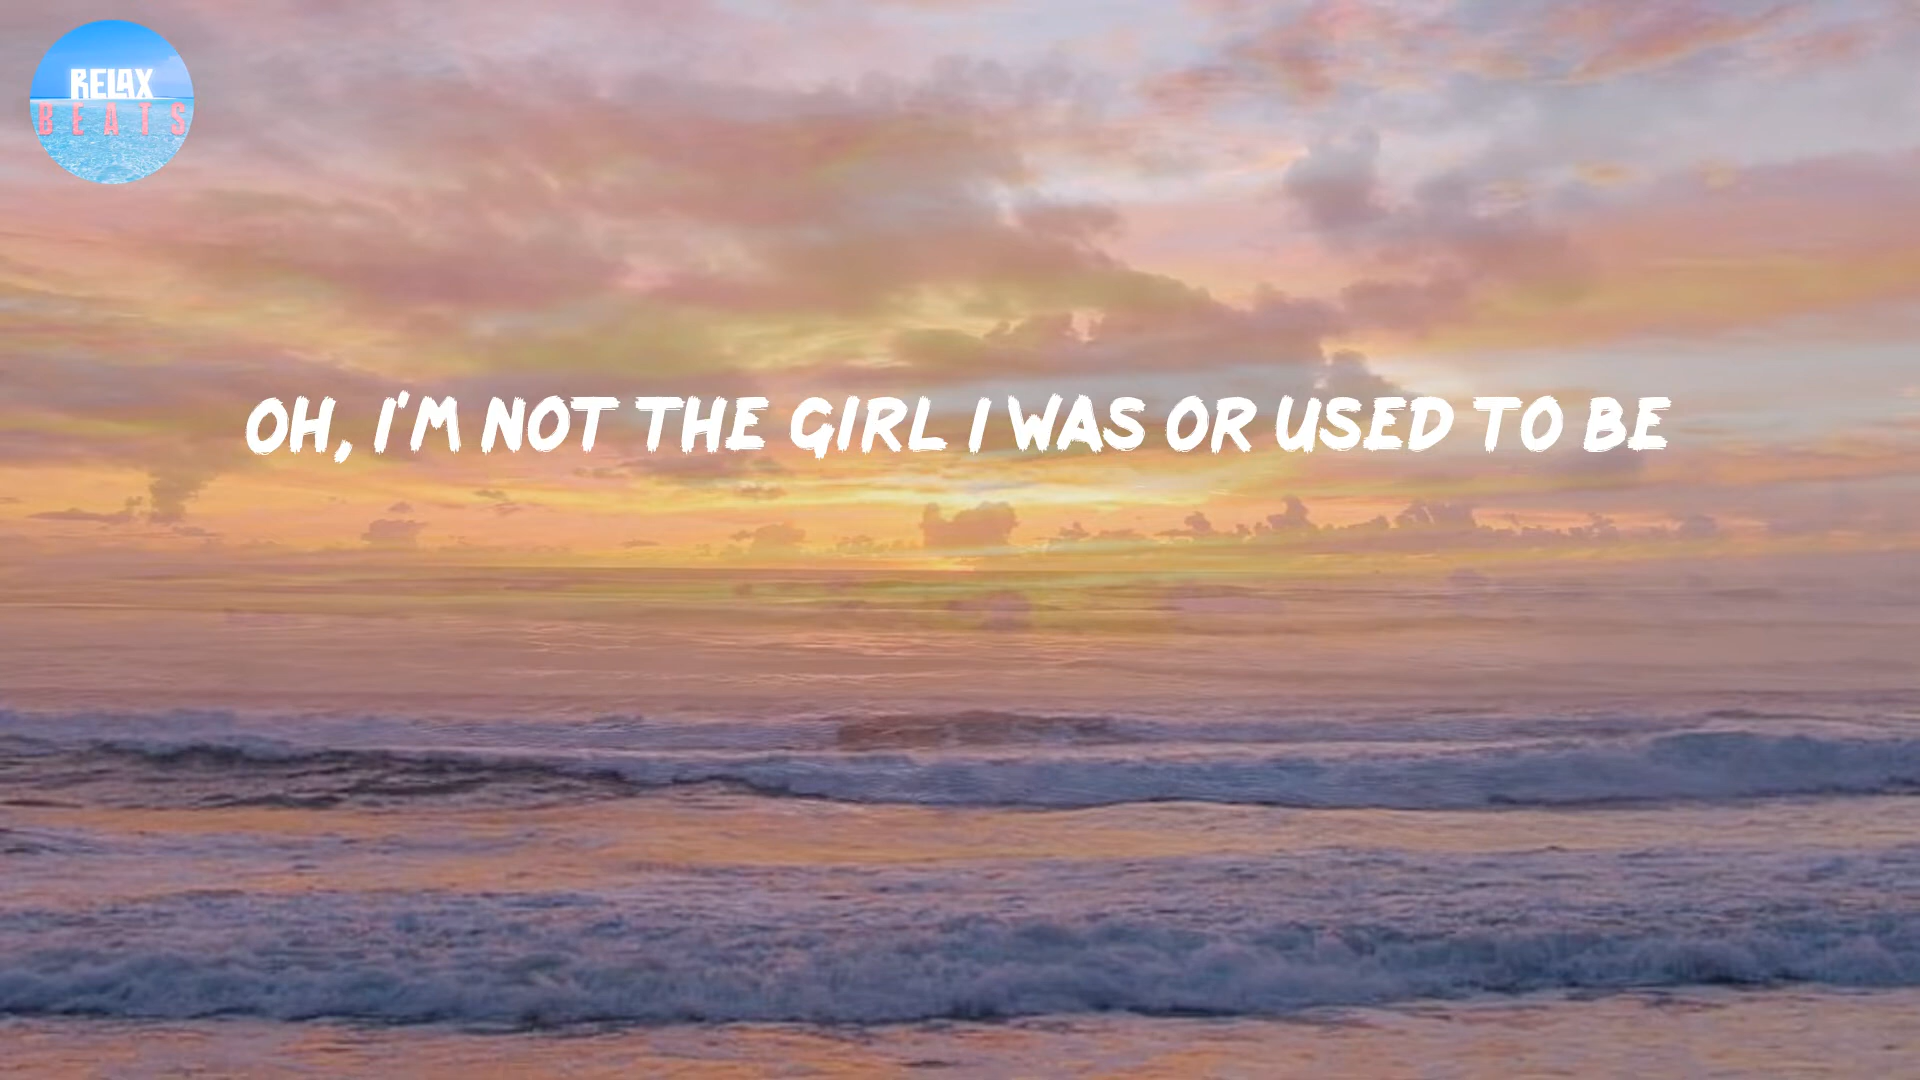 RELAX
BEATS
OH, I'M NOT THE GIRL I WAS OR USED TO BE